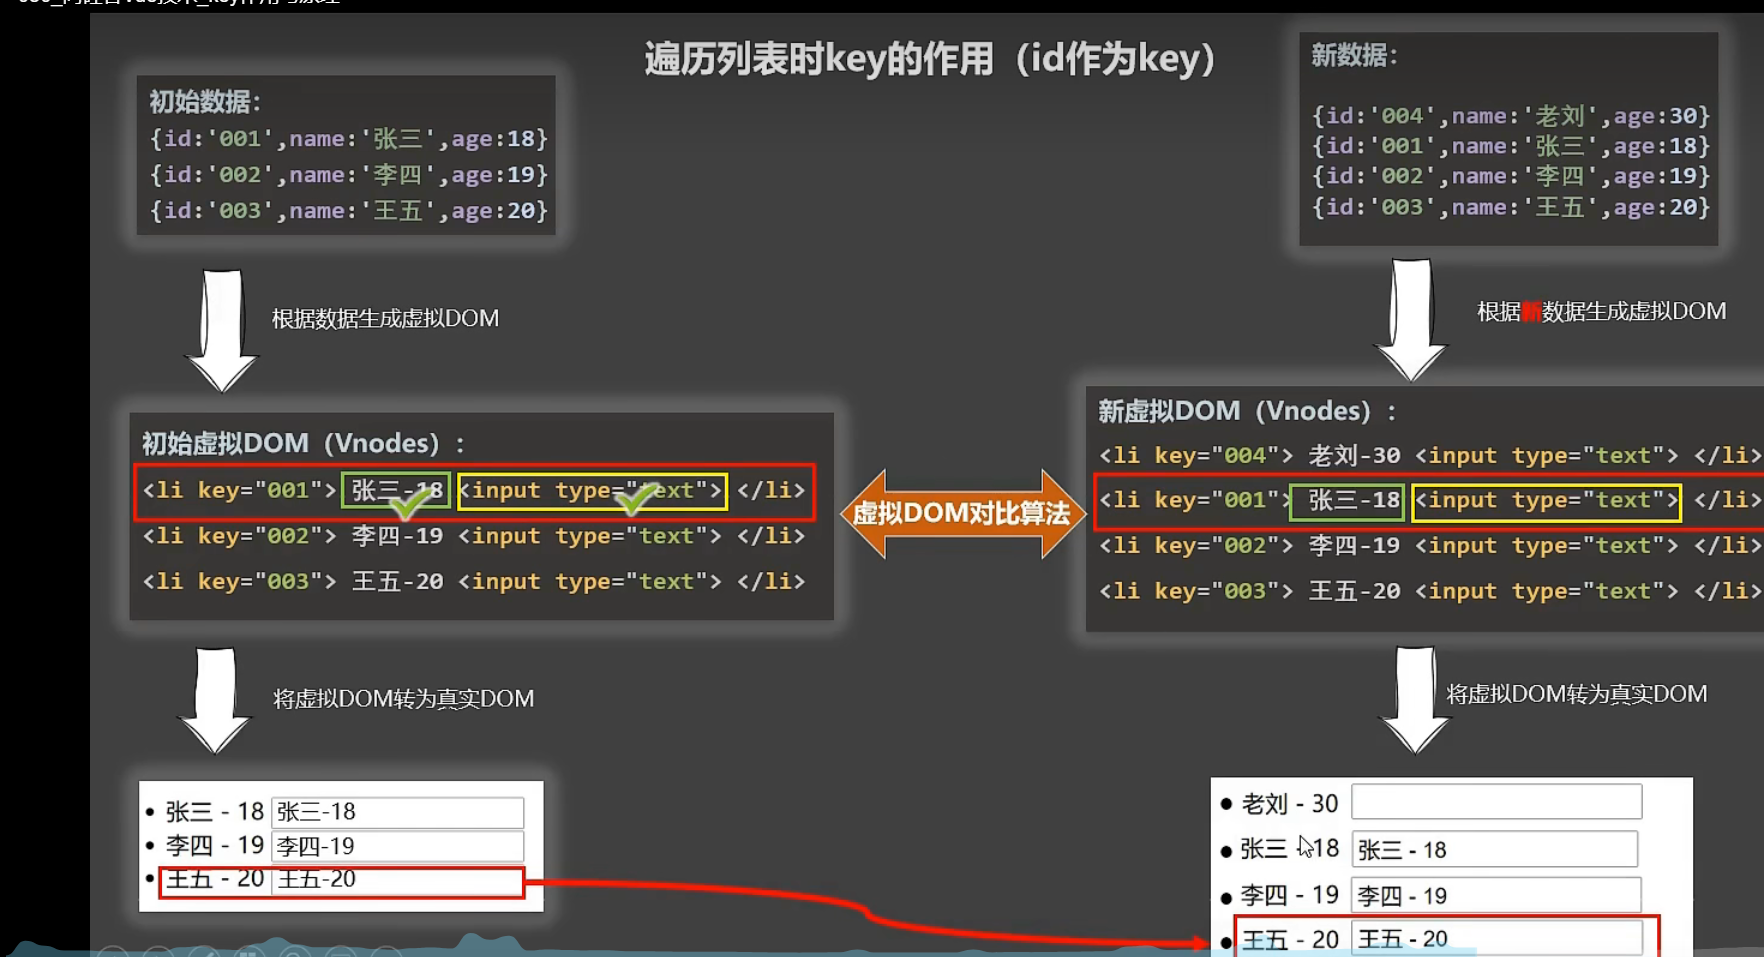 遍历列表时key的作用（id作为key）
初始数据：
{id:'001',name:'张三',age:18}
{id:'002',name:'李四',age:19}
{id:'003',name:'王五',age:20}
新数据：
{id:'004',name:'老刘',age:30}
{id:'001',name:'张三',age:18}
{id:'002',name:'李四',age:19}
{id:'003',name:'王五',age:20}
根据数据生成虚拟DOM
根据新数据生成虚拟DOM
初始虚拟DOM（Vnodes）：
<li key="001"> 张三-18 <input type="text"> </li>
<li key="002"> 李四-19 <input type="text"> </li>
<li key="003"> 王五-20 <input type="text"> </li>
虚拟DOM对比算法
新虚拟DOM（Vnodes）：
<li key="004"> 老刘-30 <input type="text"> </li>
<li key="001"> 张三-18 <input type="text"> </li>
<li key="002"> 李四-19 <input type="text"> </li>
<li key="003"> 王五-20 <input type="text"> </li>
将虚拟DOM转为真实DOM
将虚拟DOM转为真实DOM
• 张三 - 18 张三-18
• 李四 - 19 李四-19
• 王五 - 20 王五-20
● 老刘 - 30
● 张三 18 张三 - 18
● 李四 - 19 李四 - 19
● 王五 - 20 王五 - 20